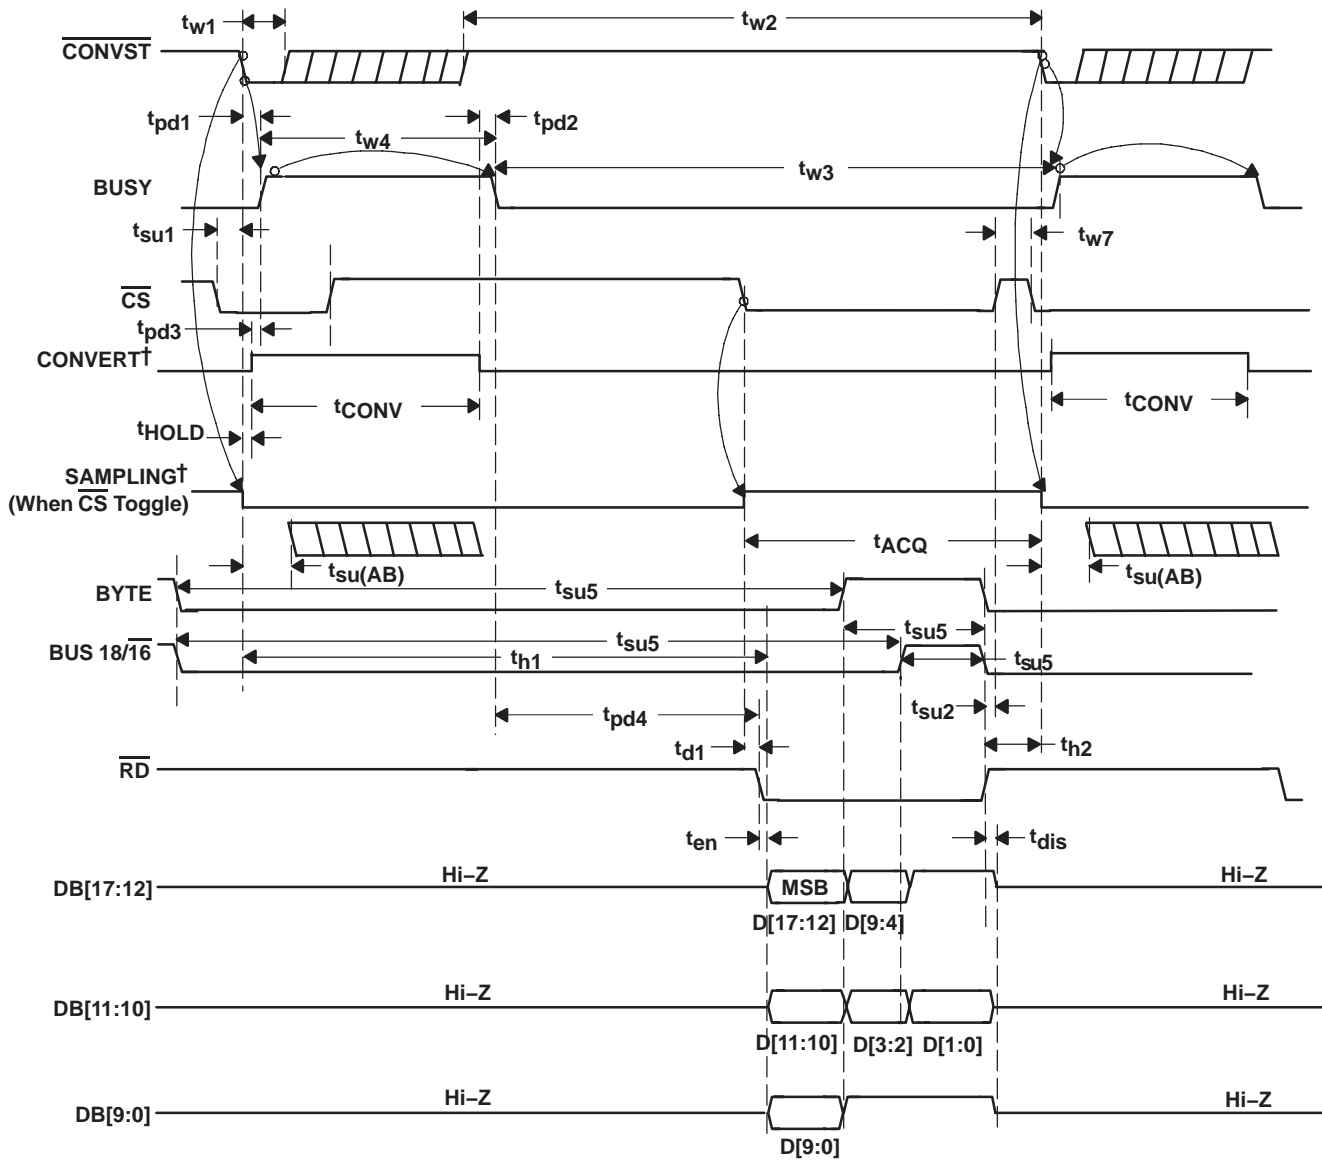 tw1
tw2
CONVST
tpd1
tw4
tpd2
BUSY
tw3
tsu1
tw7
CS
tpd3
CONVERT†
tCONV
tCONV
tHOLD
SAMPLING†
(When CS Toggle)
tACQ
tsu(AB)
tsu(AB)
BYTE
tsu5
tsu5
BUS 18/16
tsu5
th1
tsu5
tpd4
tsu2
td1
th2
RD
ten
tdis
DB[17:12]
Hi–Z
MSB
Hi–Z
D[17:12]
D[9:4]
DB[11:10]
Hi–Z
Hi–Z
D[11:10]
D[3:2]
D[1:0]
DB[9:0]
Hi–Z
Hi–Z
D[9:0]